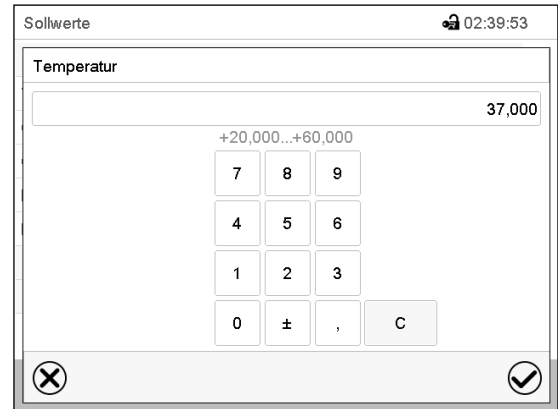 Sollwerte 02:39:53
Temperatur
37,000
+20,000...+60,000
7 8 9
4 5 6
1 2 3
0 ± , C